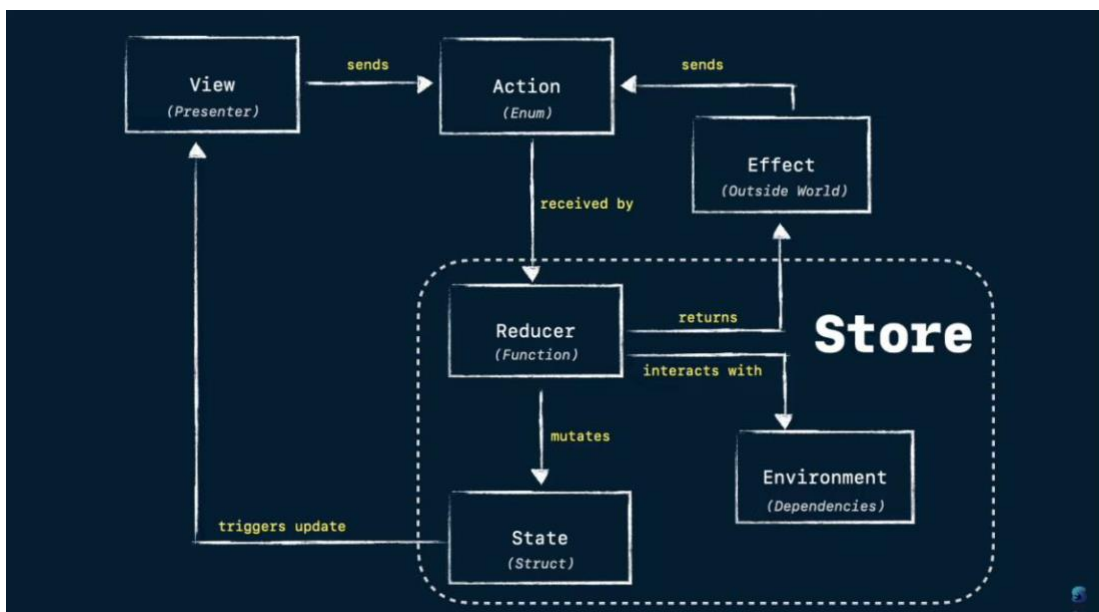 sends
sends
View
(Presenter)
Action
(Enum)
Effect
(Outside World)
received by
Reducer
(Function)
returns
Store
interacts with
mutates
Environment
(Dependencies)
triggers update
State
(Struct)